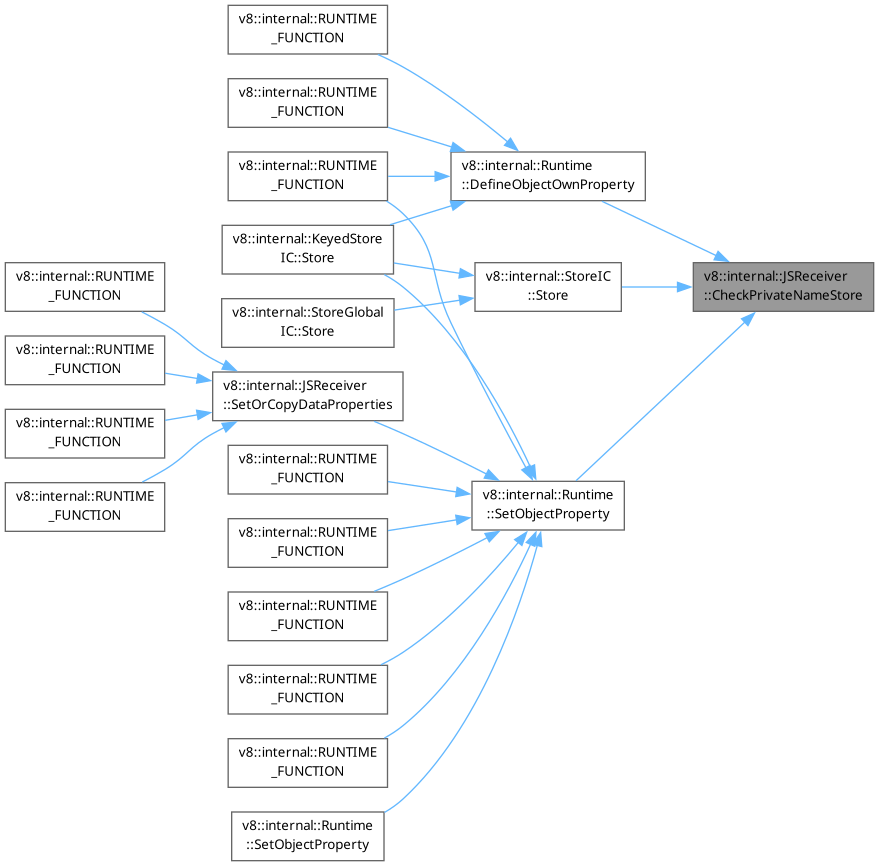 v8::internal::RUNTIME
_FUNCTION
v8::internal::RUNTIME
_FUNCTION
v8::internal::RUNTIME
_FUNCTION
v8::internal::Runtime
::DefineObjectOwnProperty
v8::internal::KeyedStore
IC::Store
v8::internal::RUNTIME
_FUNCTION
v8::internal::StoreIC
::Store
v8::internal::JSReceiver
::CheckPrivateNameStore
v8::internal::StoreGlobal
IC::Store
v8::internal::RUNTIME
_FUNCTION
v8::internal::JSReceiver
::SetOrCopyDataProperties
v8::internal::RUNTIME
_FUNCTION
v8::internal::RUNTIME
_FUNCTION
v8::internal::RUNTIME
_FUNCTION
v8::internal::Runtime
::SetObjectProperty
v8::internal::RUNTIME
_FUNCTION
v8::internal::RUNTIME
_FUNCTION
v8::internal::RUNTIME
_FUNCTION
v8::internal::RUNTIME
_FUNCTION
v8::internal::Runtime
::SetObjectProperty